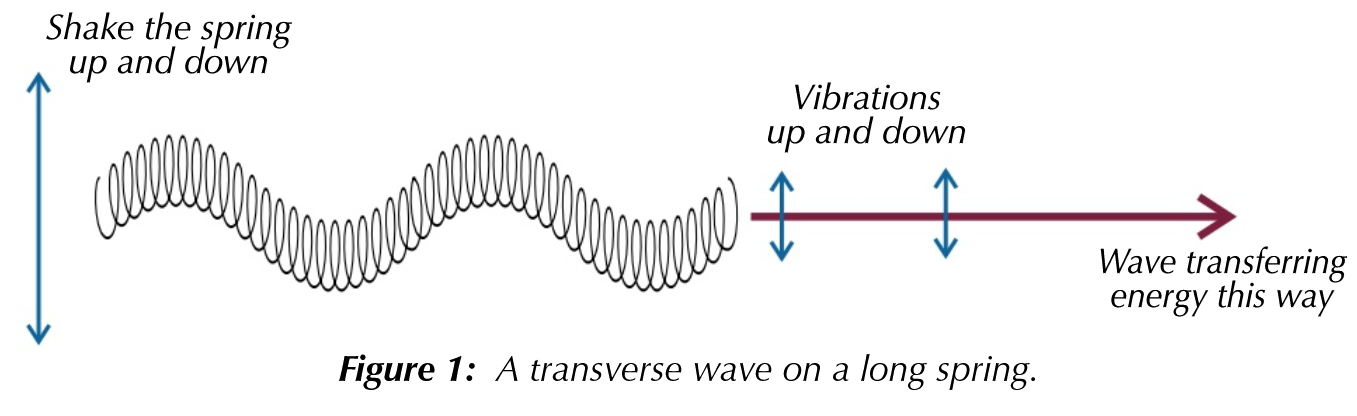 Shake the spring
up and down
Vibrations
up and down
Wave transferring
energy this way
Figure 1: A transverse wave on a long spring.